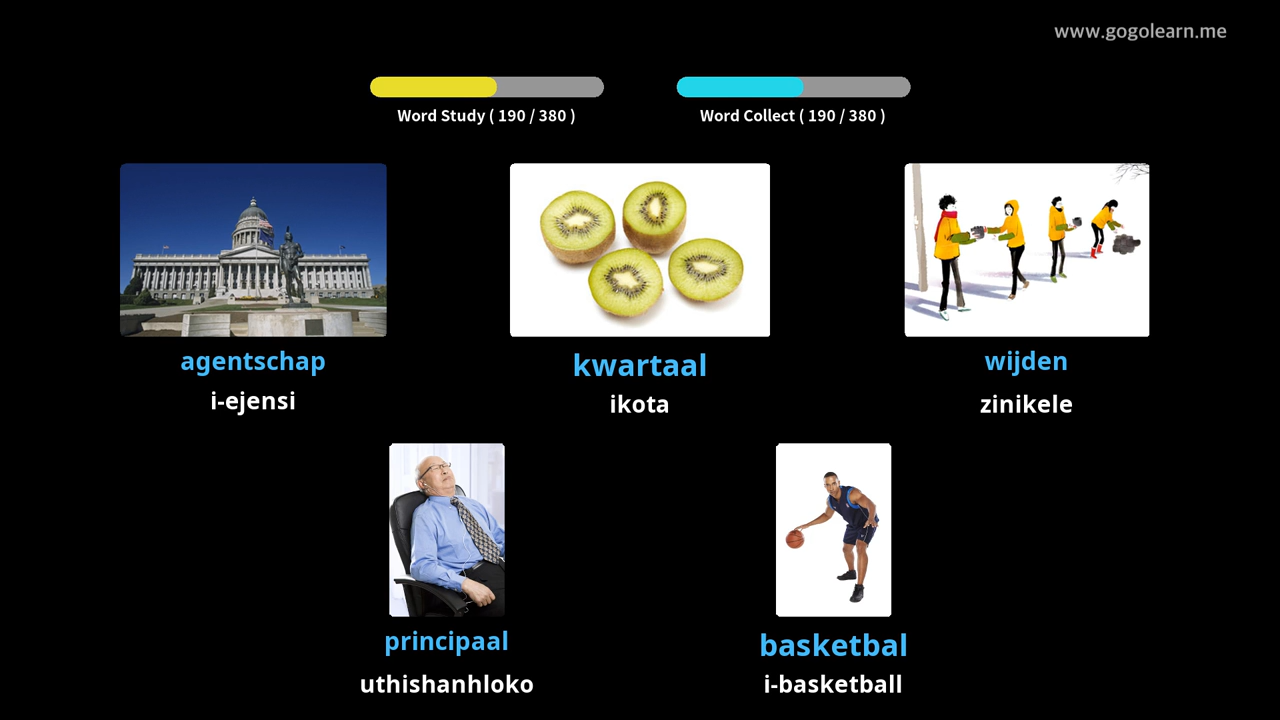 www.gogolearn.me
Word Study ( 190 / 380 )
Word Collect ( 190 / 380 )
agentschap
i-ejensi
kwartaal
ikota
wijden
zinikele
principaal
uthishanhloko
basketbal
i-basketball